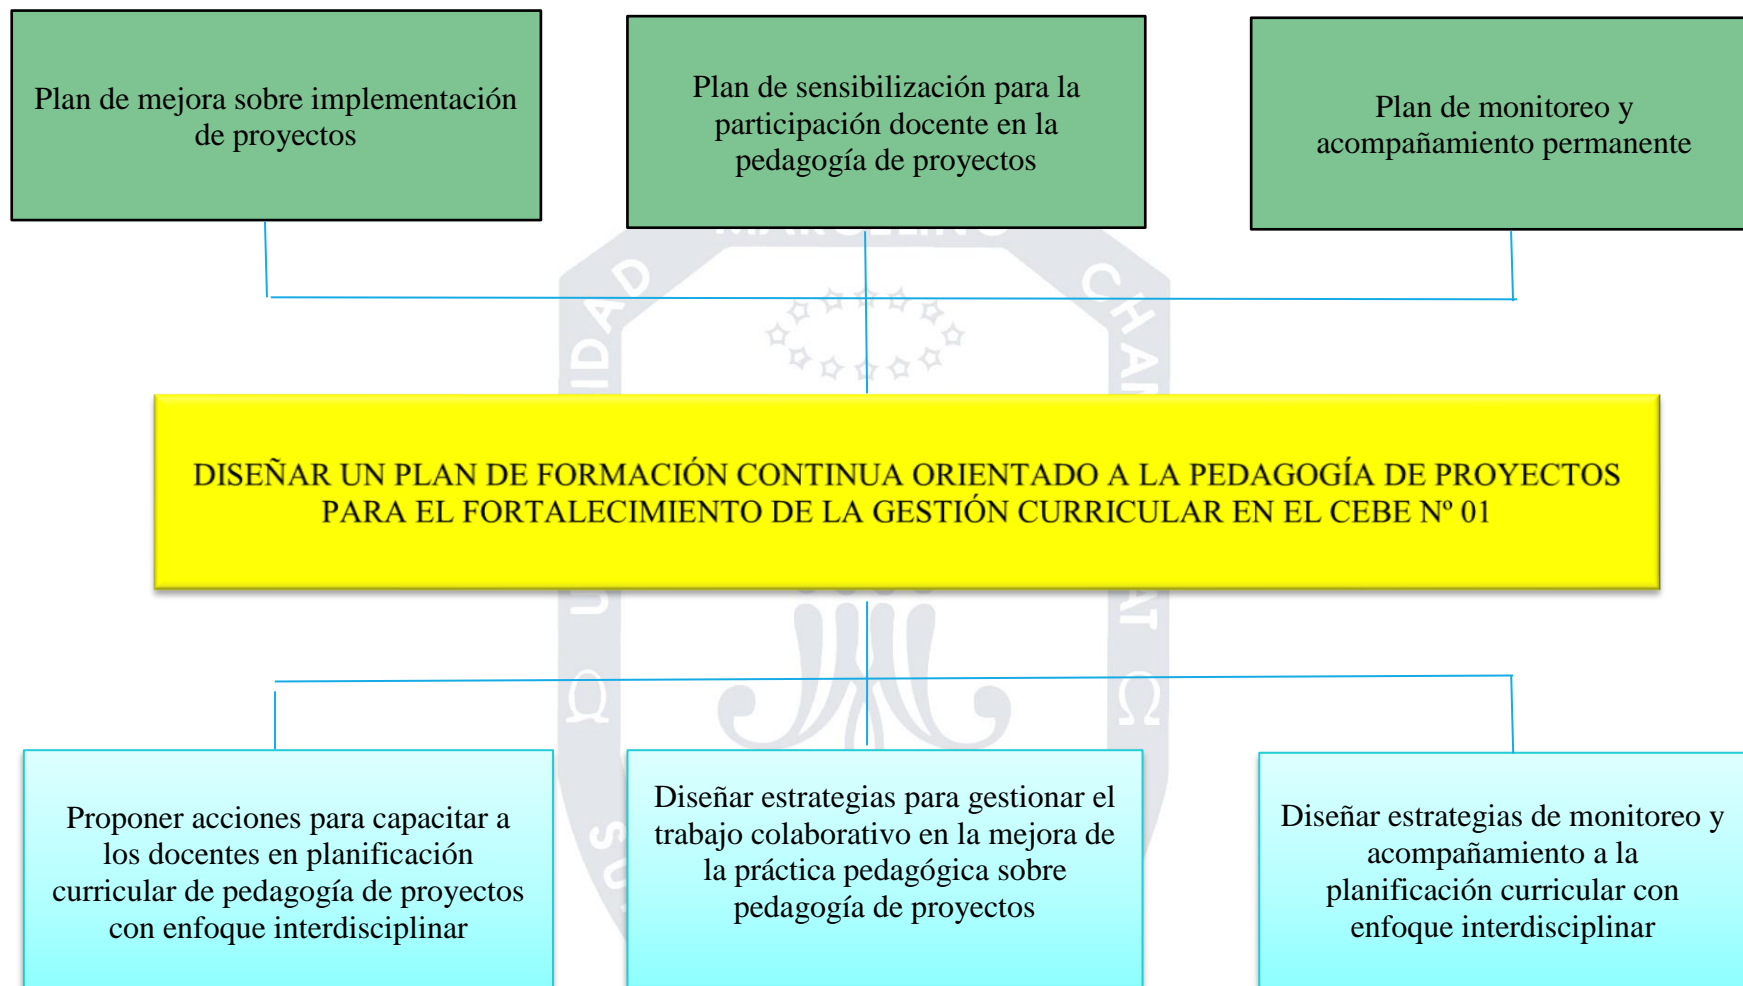 Plan de mejora sobre implementación
de proyectos
Plan de sensibilización para la
participación docente en la
pedagogía de proyectos
Plan de monitoreo y
acompañamiento permanente
DISEÑAR UN PLAN DE FORMACIÓN CONTINUA ORIENTADO A LA PEDAGOGÍA DE PROYECTOS
PARA EL FORTALECIMIENTO DE LA GESTIÓN CURRICULAR EN EL CEBE Nº 01
Proponer acciones para capacitar a
los docentes en planificación
curricular de pedagogía de proyectos
con enfoque interdisciplinar
Diseñar estrategias para gestionar el
trabajo colaborativo en la mejora de
la práctica pedagógica sobre
pedagogía de proyectos
Diseñar estrategias de monitoreo y
acompañamiento a la
planificación curricular con
enfoque interdisciplinar